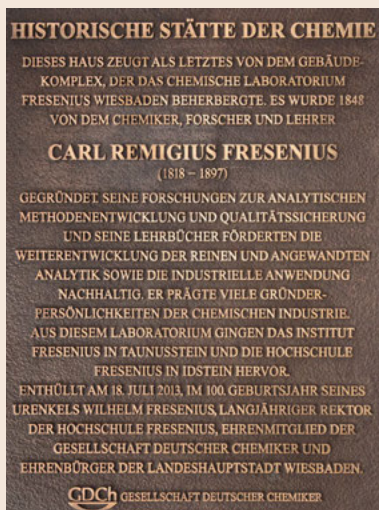 HISTORISCHE STÄTTE DER CHEMIE
DIESES HAUS ZEUGT ALS LETZTES VON DEM GEBÄUDE-
KOMPLEX, DER DAS CHEMISCHE LABORATORIUM
FRESENIUS WIESBADEN BEHERBERGTE. ES WURDE 1848
VON DEM CHEMIKER, FORSCHER UND LEHRER
CARL REMIGIUS FRESENIUS
(1818 – 1897)
GEGRÜNDET. SEINE FORSCHUNGEN ZUR ANALYTISCHEN
METHODENENTWICKLUNG UND QUALITÄTSSICHERUNG
UND SEINE LEHRBÜCHER FÖRDERTEN DIE
WEITERENTWICKLUNG DER REINEN UND ANGEWANDTEN
ANALYTIK SOWIE DIE INDUSTRIELLE ANWENDUNG
NACHHALTIG. ER PRÄGTE VIELE GRÜNDER-
PERSÖNLICHKEITEN DER CHEMISCHEN INDUSTRIE.
AUS DIESEM LABORATORIUM GINGEN DAS INSTITUT
FRESENIUS IN TAUNUSSTEIN UND DIE HOCHSCHULE
FRESENIUS IN IDSTEIN HERVOR.
ENTHÜLLT AM 18. JULI 2013, IM 100. GEBURTSJAHR SEINES
URENKELS WILHELM FRESENIUS, LANGJÄHRIGER REKTOR
DER HOCHSCHULE FRESENIUS, EHRENMITGLIED DER
GESELLSCHAFT DEUTSCHER CHEMIKER UND
EHRENBÜRGER DER LANDESHAUPTSTADT WIESBADEN.
GDCh GESELLSCHAFT DEUTSCHER CHEMIKER